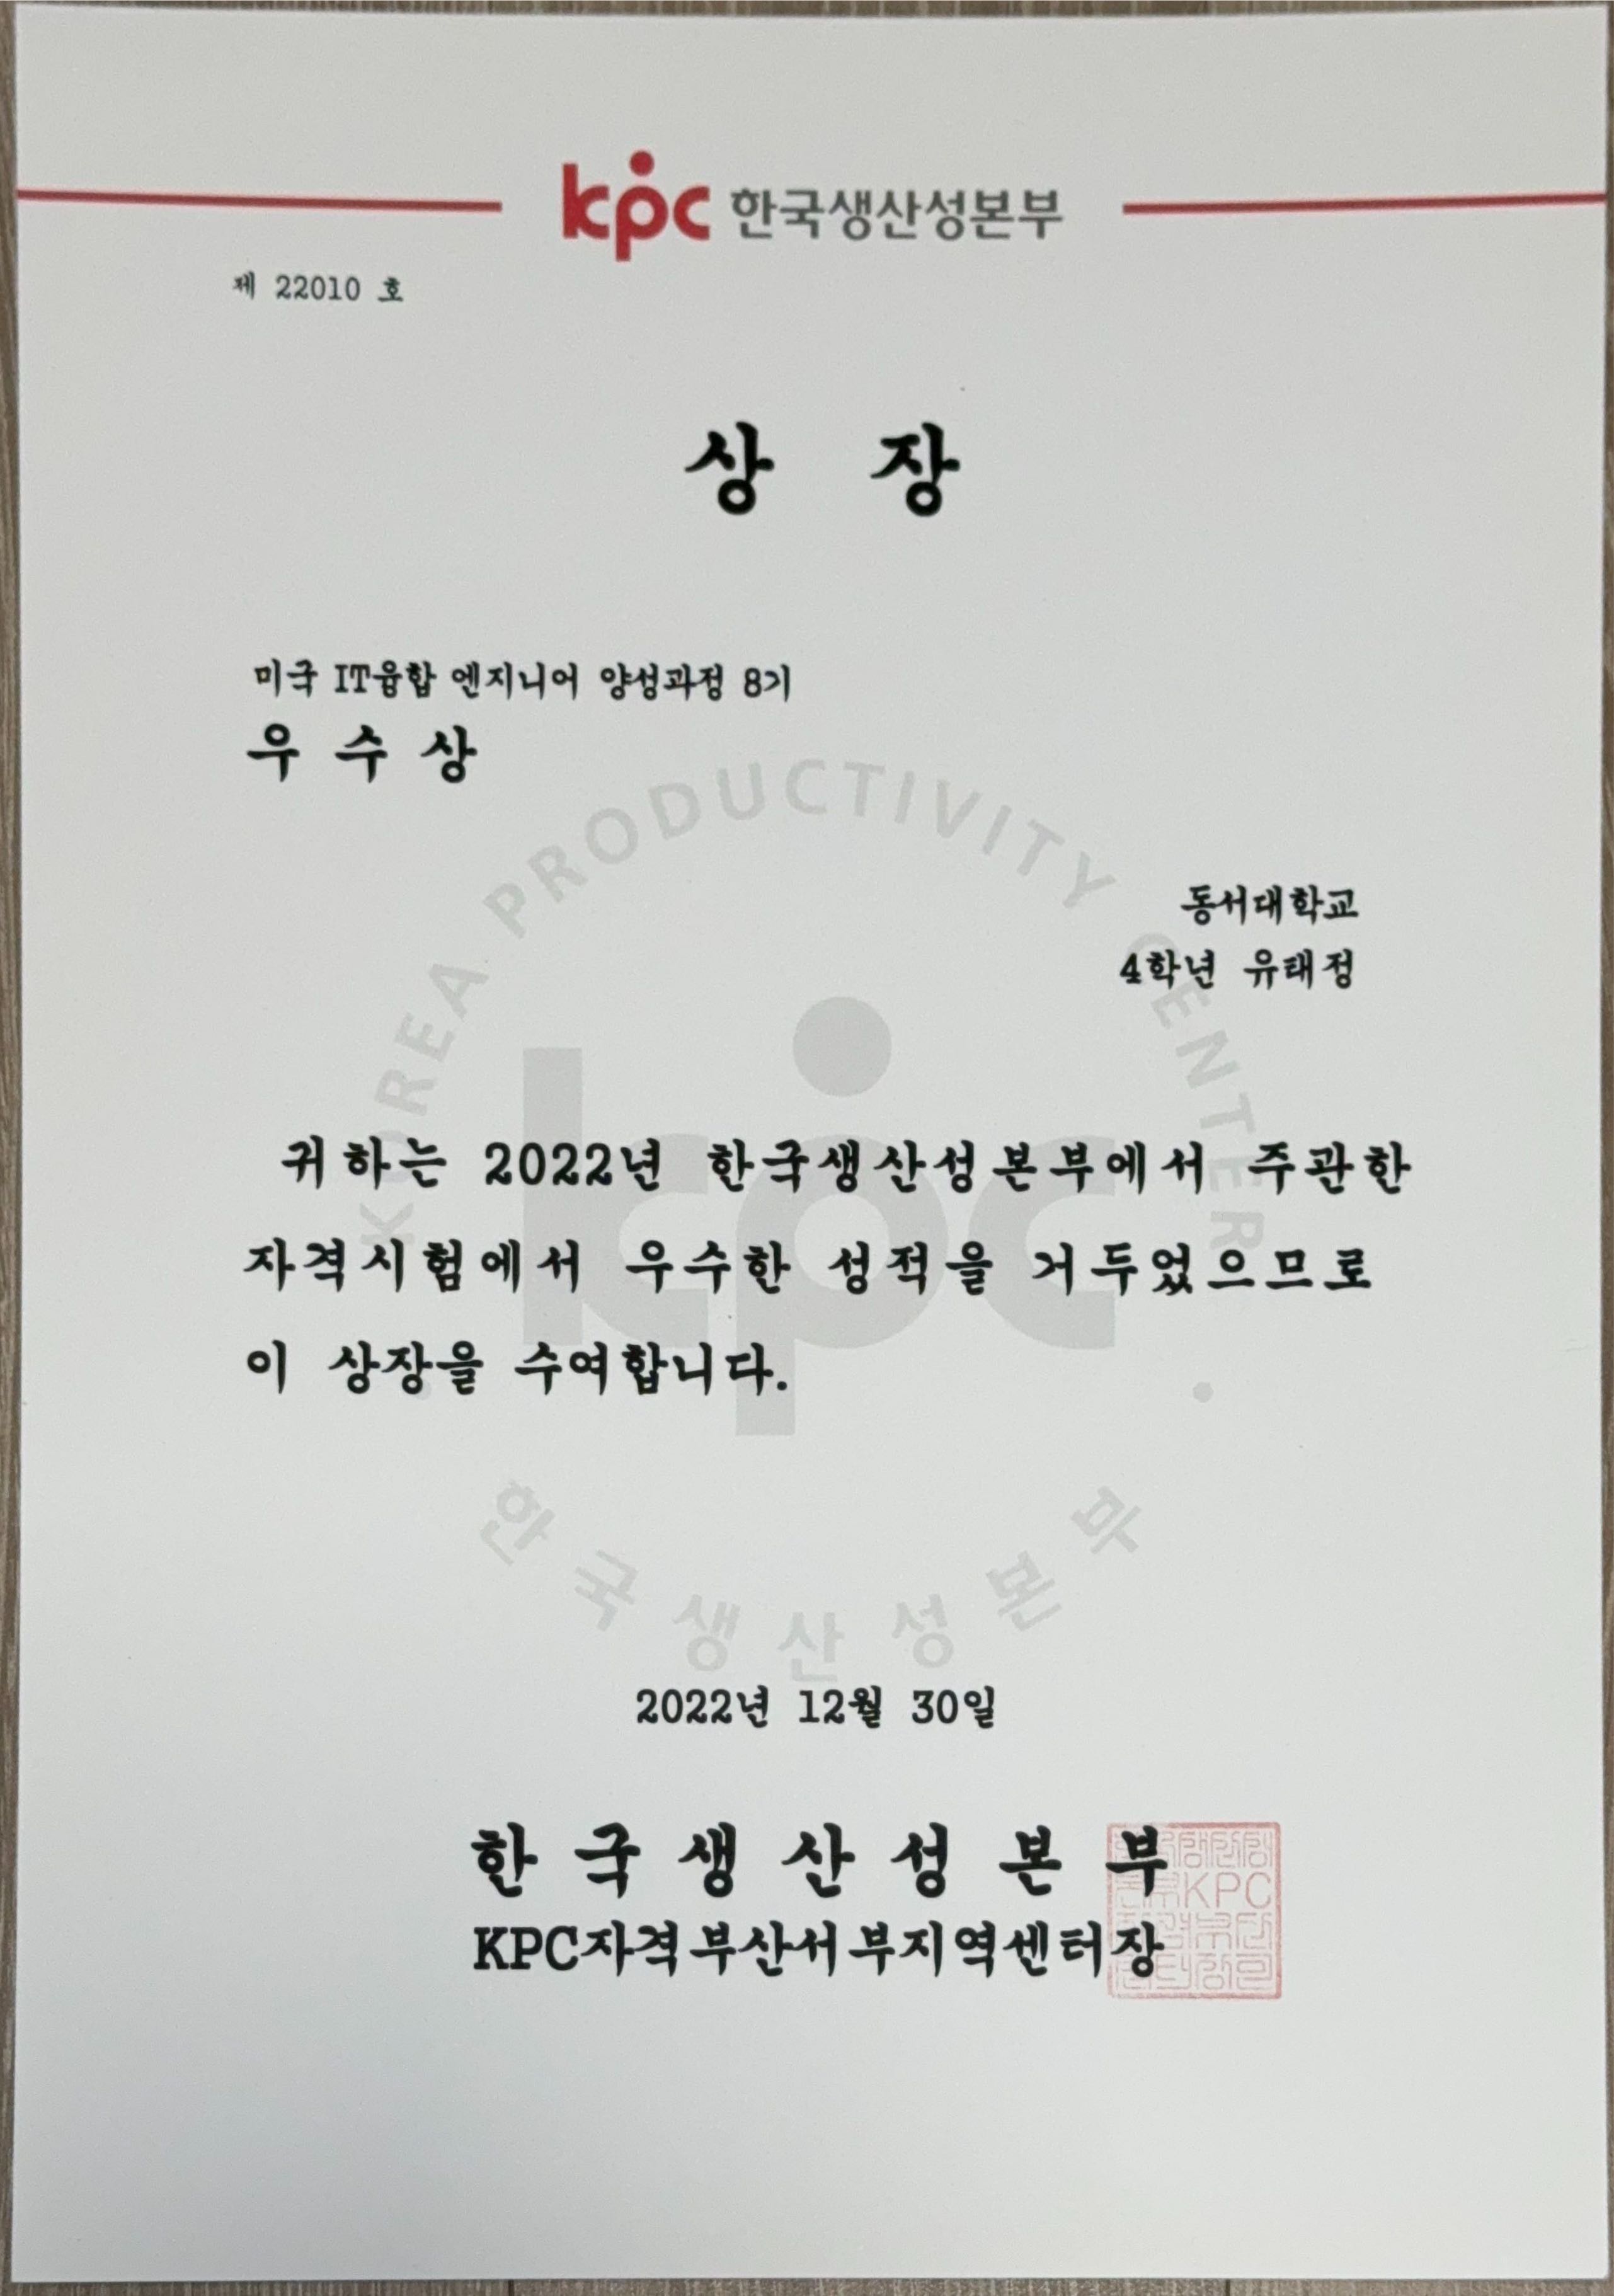 kpc 한국생산성본부
제 22010 호
상 장
미국 IT융합 엔지니어 양성과정 8기
우 수 상
동서대학교
4학년 유태정
귀하는 2022년 한국생산성본부에서 주관한
자격시험에서 우수한 성적을 거두었으므로
이 상장을 수여합니다.
KOREA PRODUCTIVITY CENTER
kpc
한국생산성본부
2022년 12월 30일
한 국 생 산 성 본 부
KPC자격부산서부지역센터장
KPC